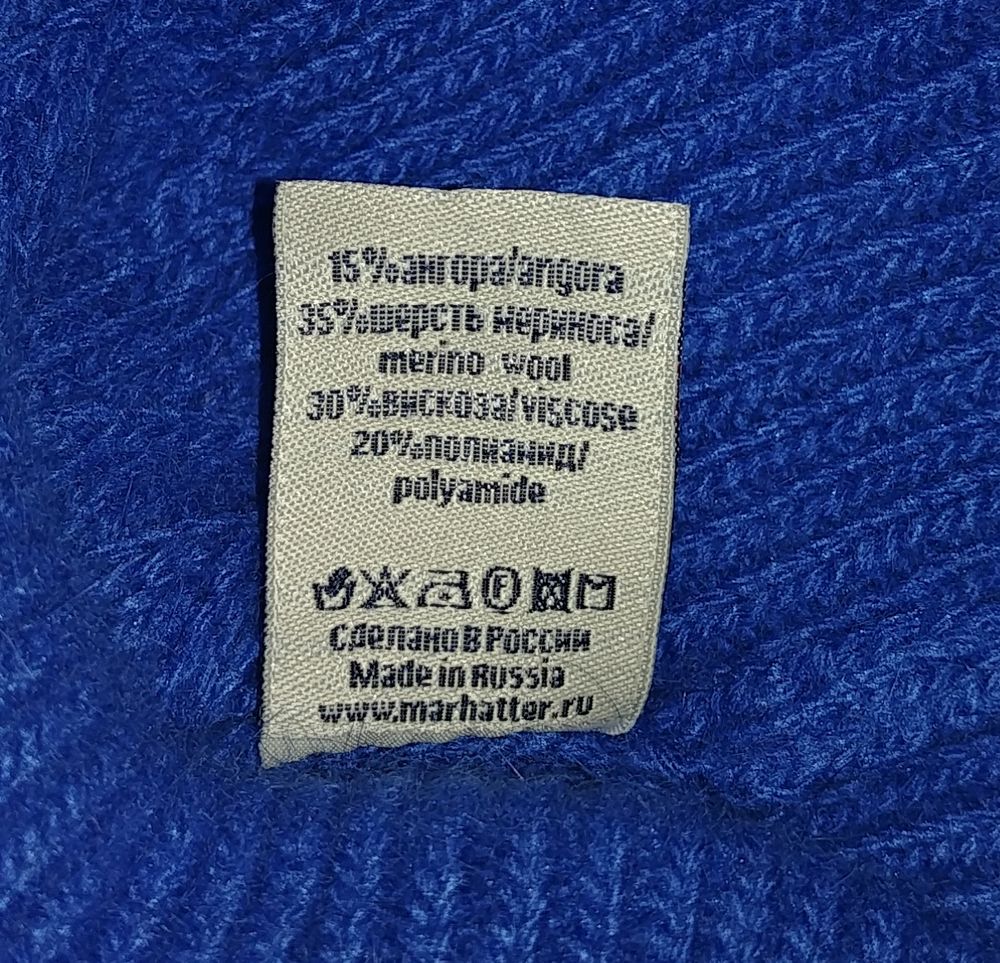 15%ангора/angora
35%шерсть мериноса/
merino wool
30%вискоза/viscose
20%полиамид/
polyamide
F
Сделано в России
Made in Russia
www.marhatter.ru